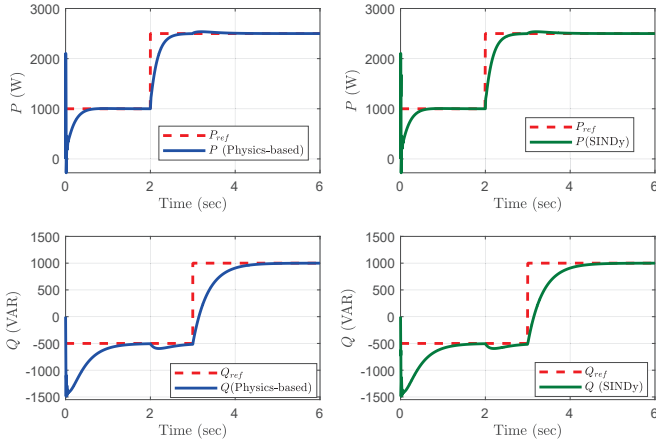 3000
2000
1000
0
P (W)
P_ref
P (Physics-based)
0 2 4 6
Time (sec)
3000
2000
1000
0
P (W)
P_ref
P(SINDy)
0 2 4 6
Time (sec)
1500
1000
500
0
-500
-1000
-1500
Q (VAR)
Q_ref
Q(Physics-based)
0 2 4 6
Time (sec)
1500
1000
500
0
-500
-1000
-1500
Q (VAR)
Q_ref
Q (SINDy)
0 2 4 6
Time (sec)